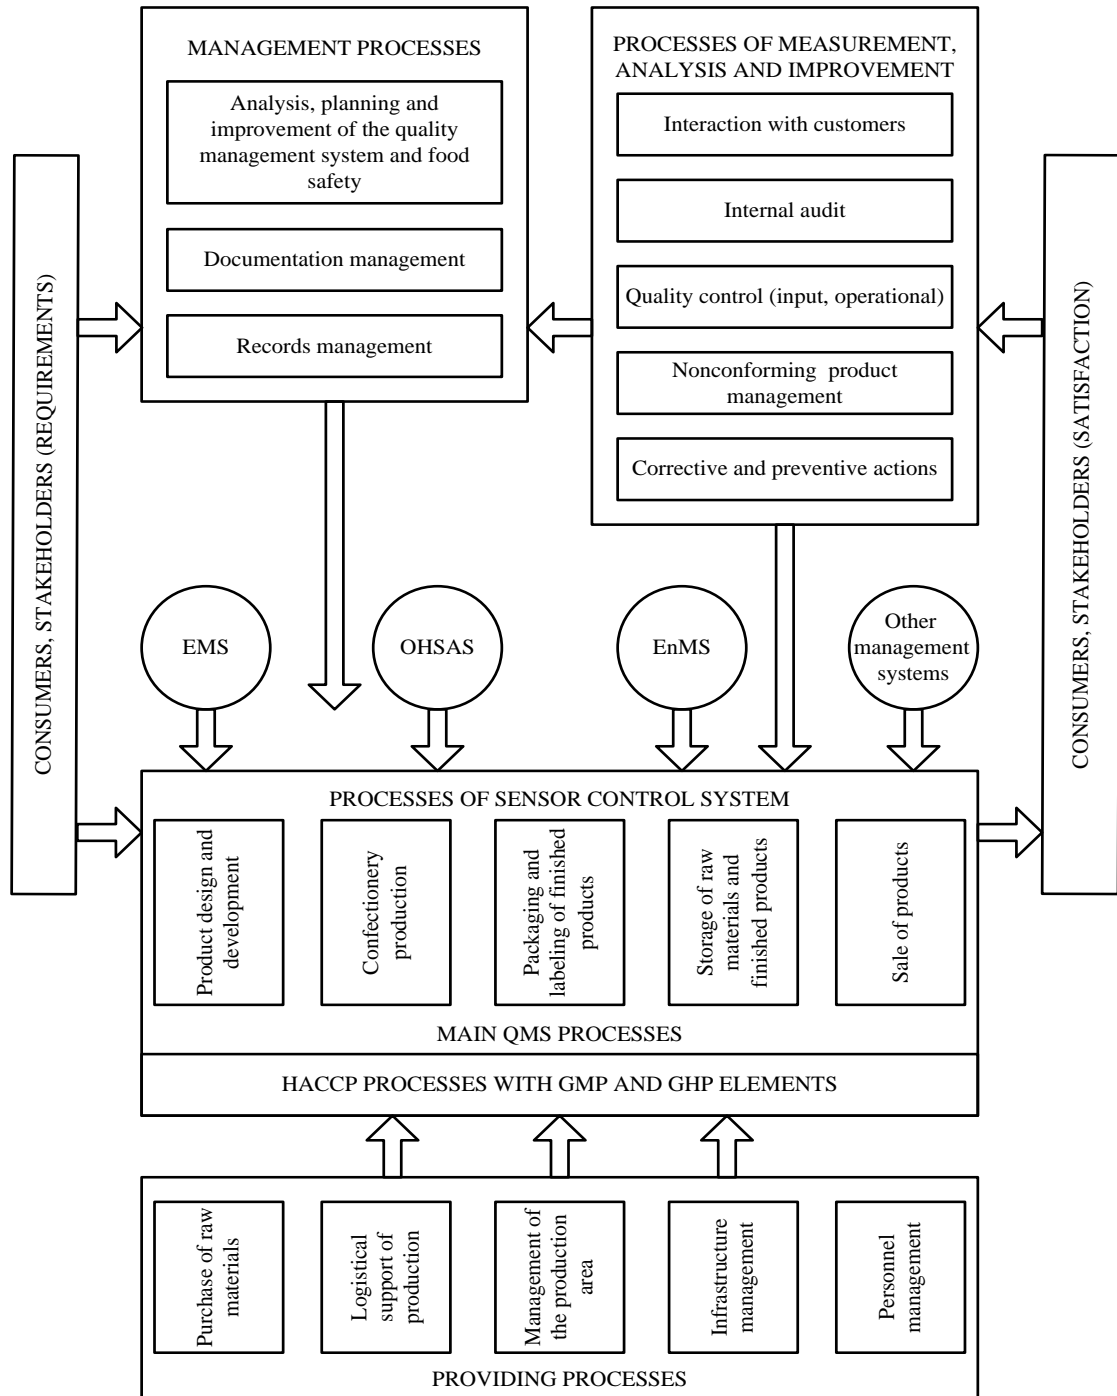 MANAGEMENT PROCESSES
Analysis, planning and
improvement of the quality
management system and food
safety
Documentation management
Records management
PROCESSES OF MEASUREMENT,
ANALYSIS AND IMPROVEMENT
Interaction with customers
Internal audit
Quality control (input, operational)
Nonconforming product
management
Corrective and preventive actions
CONSUMERS, STAKEHOLDERS (REQUIREMENTS)
CONSUMERS, STAKEHOLDERS (SATISFACTION)
EMS
OHSAS
EnMS
Other
management
systems
PROCESSES OF SENSOR CONTROL SYSTEM
Product design and
development
Confectionery
production
Packaging and
labeling of finished
products
Storage of raw
materials and
finished products
Sale of products
MAIN QMS PROCESSES
HACCP PROCESSES WITH GMP AND GHP ELEMENTS
Purchase of raw
materials
Logistical
support of
production
Management of
the production
area
Infrastructure
management
Personnel
management
PROVIDING PROCESSES